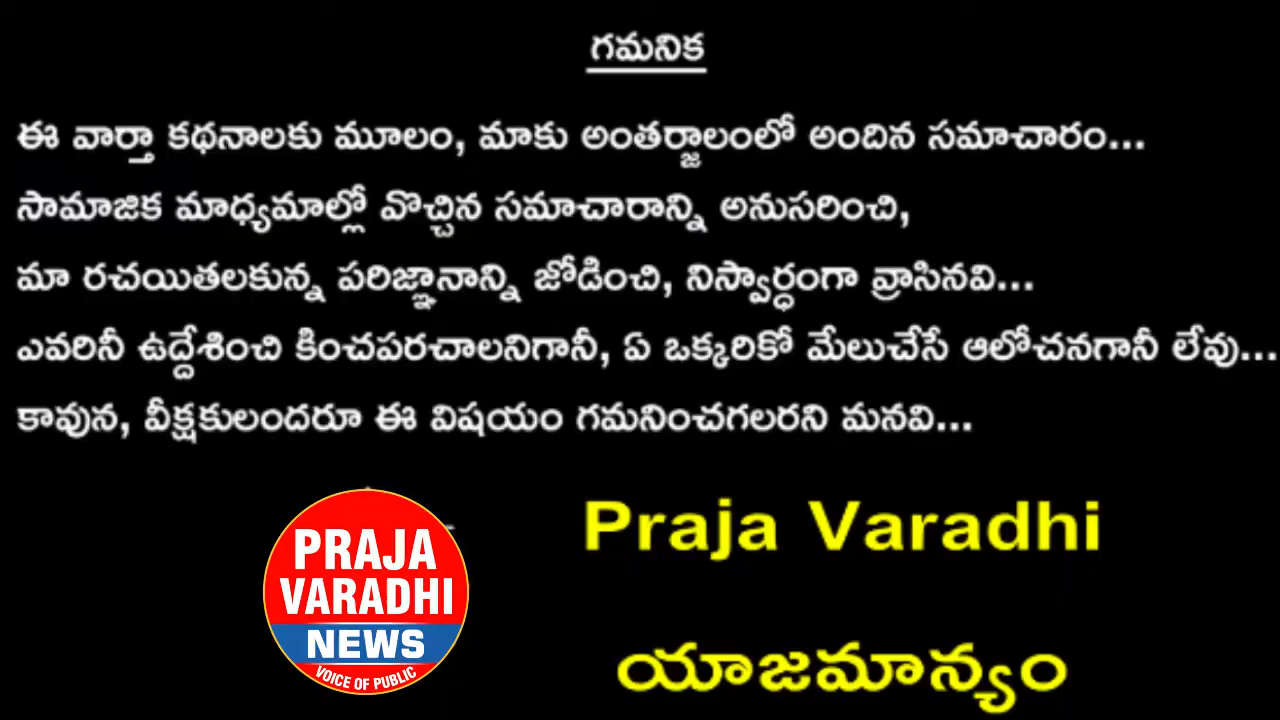 గమనిక
ఈ వార్తా కథనాలకు మూలం, మాకు అంతర్జాలంలో అందిన సమాచారం...
సామాజిక మాధ్యమాల్లో వొచ్చిన సమాచారాన్ని అనుసరించి,
మా రచయితలకున్న పరిజ్ఞానాన్ని జోడించి, నిస్వార్ధంగా వ్రాసినవి...
ఎవరినీ ఉద్దేశించి కించపరచాలనిగానీ, ఏ ఒక్కరికో మేలుచేసే ఆలోచనగానీ లేవు...
కావున, వీక్షకులందరూ ఈ విషయం గమనించగలరని మనవి...
PRAJA
VARADHI
NEWS
VOICE OF PUBLIC
Praja Varadhi
యాజమాన్యం